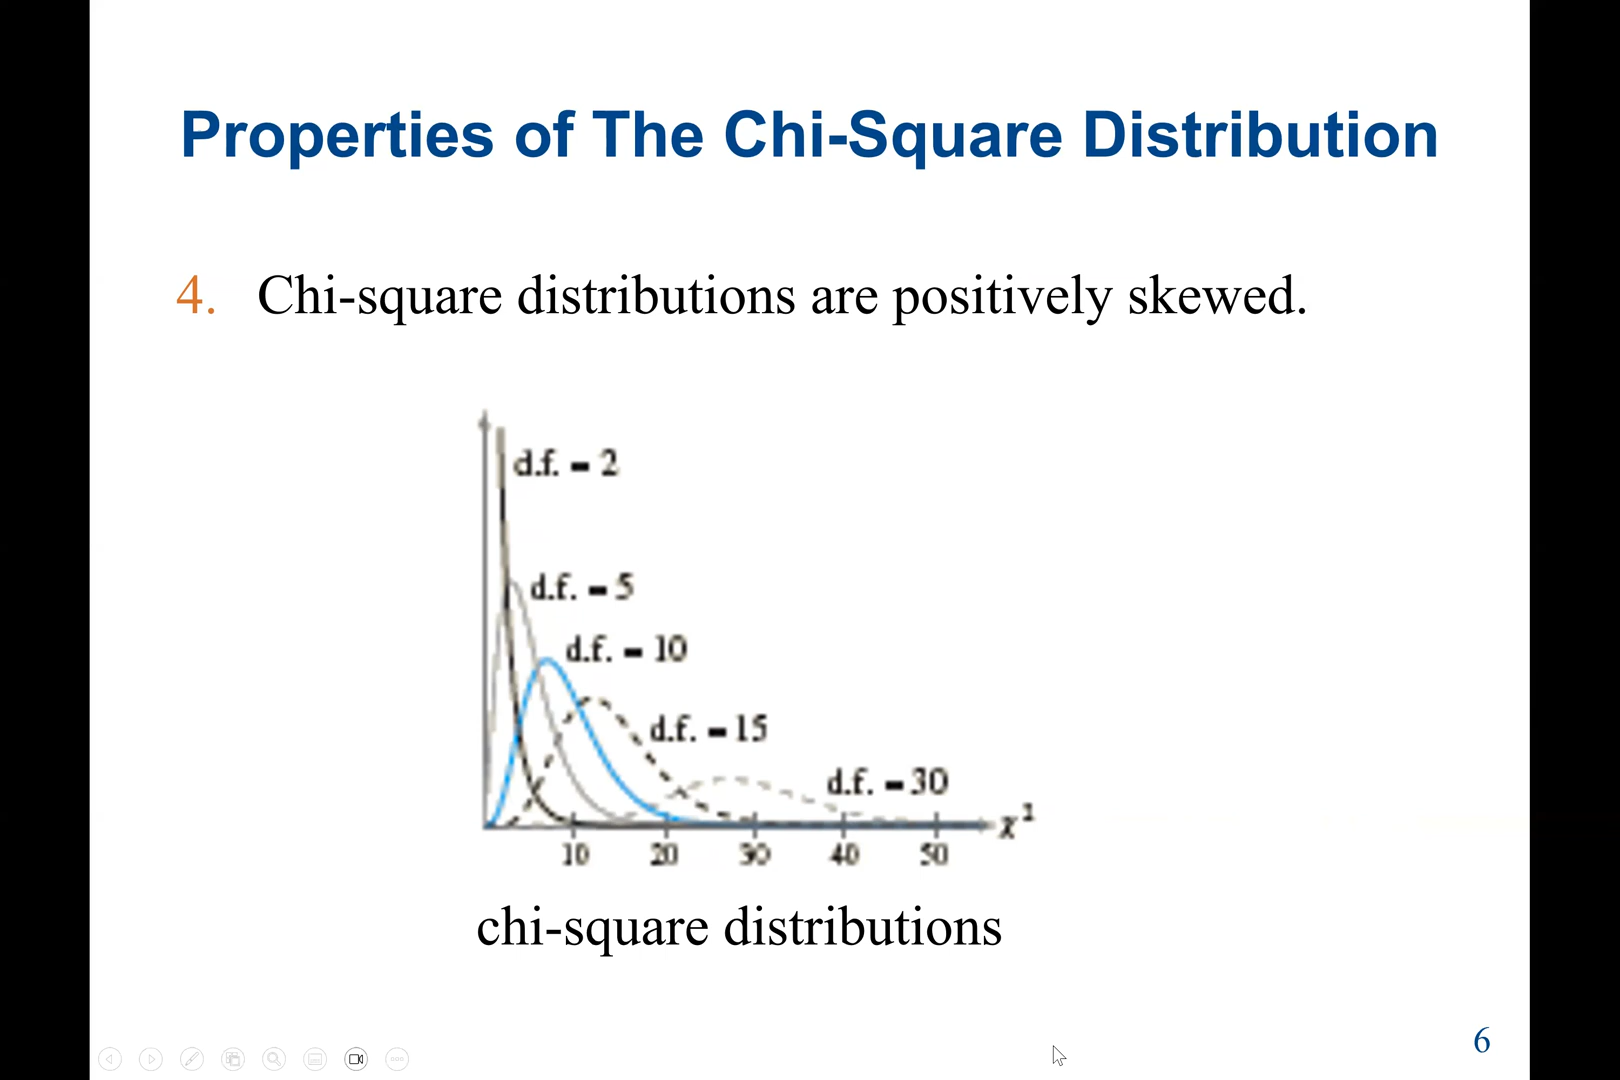 Properties of The Chi-Square Distribution
4. Chi-square distributions are positively skewed.
d.f. = 2
d.f. = 5
d.f. = 10
d.f. = 15
d.f. = 30
χ²
10 20 30 40 50
chi-square distributions
6